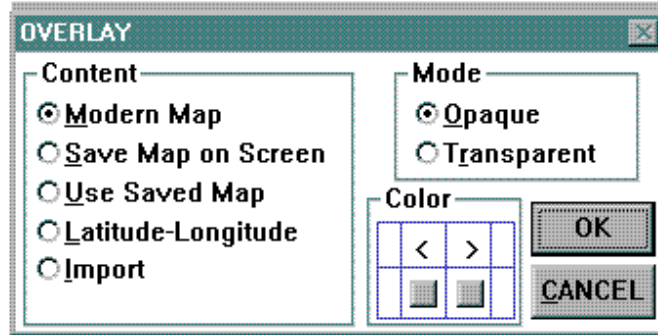 OVERLAY
Content
Modern Map
Save Map on Screen
Use Saved Map
Latitude-Longitude
Import
Mode
Opaque
Transparent
Color
< >
OK
CANCEL